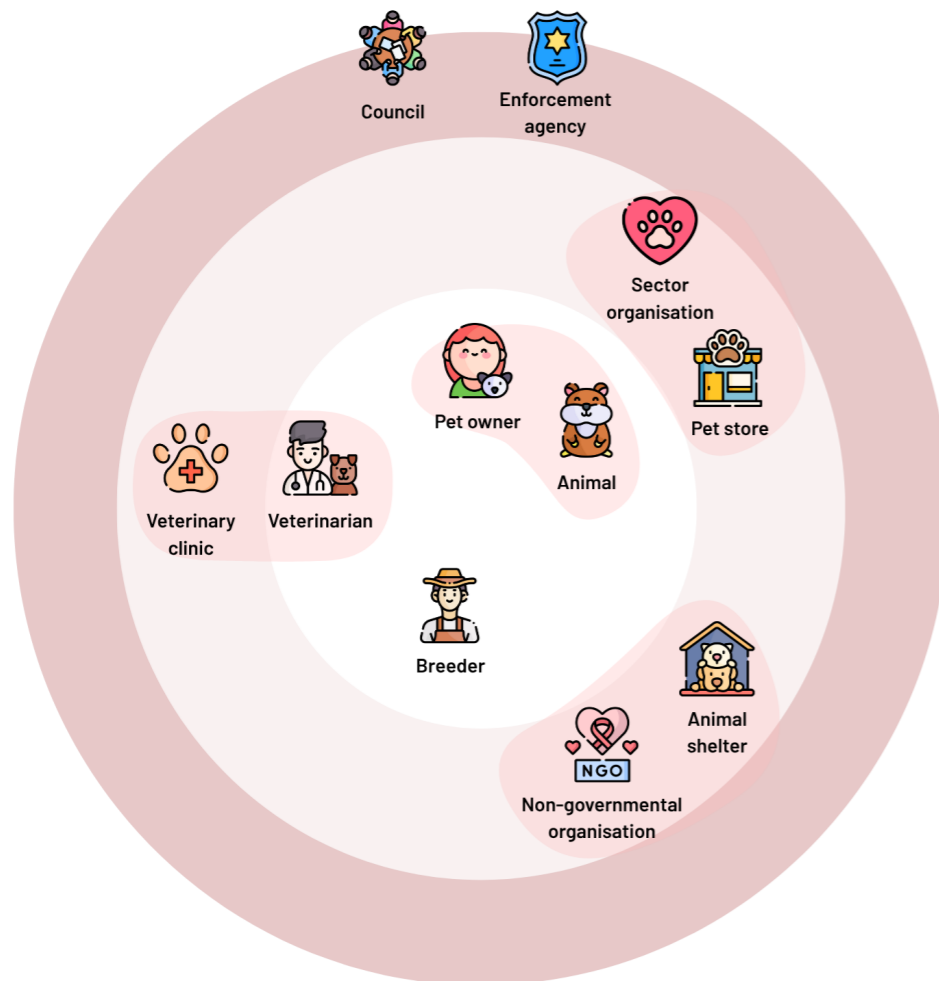 Council
Enforcement
agency
Sector
organisation
Pet owner
Pet store
Animal
Veterinary
clinic
Veterinarian
Breeder
Animal
shelter
NGO
Non-governmental
organisation